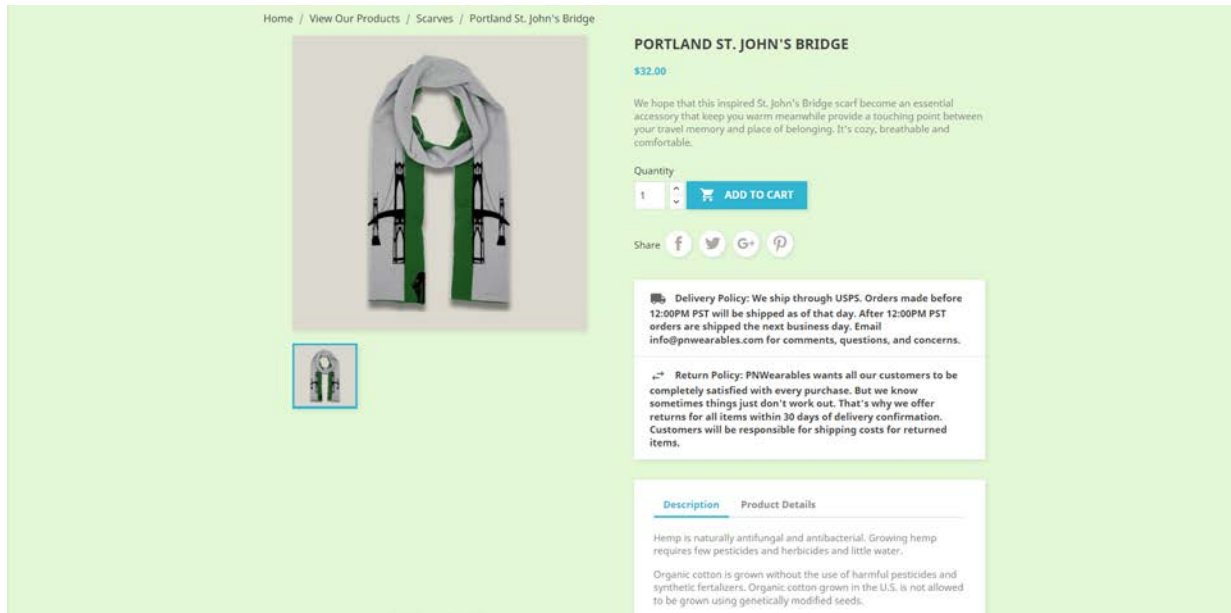 Home / View Our Products / Scarves / Portland St. John's Bridge
PORTLAND ST. JOHN'S BRIDGE
$32.00
We hope that this inspired St. John's Bridge scarf become an essential
accessory that keep you warm meanwhile provide a touching point between
your travel memory and place of belonging. It's cozy, breathable and
comfortable.
Quantity
1
ADD TO CART
Share
Delivery Policy: We ship through USPS. Orders made before
12:00PM PST will be shipped as of that day. After 12:00PM PST
orders are shipped the next business day. Email
info@pnwearables.com for comments, questions, and concerns.
Return Policy: PNWearables wants all our customers to be
completely satisfied with every purchase. But we know
sometimes things just don't work out. That's why we offer
returns for all items within 30 days of delivery confirmation.
Customers will be responsible for shipping costs for returned
items.
Description Product Details
Hemp is naturally antifungal and antibacterial. Growing hemp
requires few pesticides and herbicides and little water.
Organic cotton is grown without the use of harmful pesticides and
synthetic fertalizers. Organic cotton grown in the U.S. is not allowed
to be grown using genetically modified seeds.